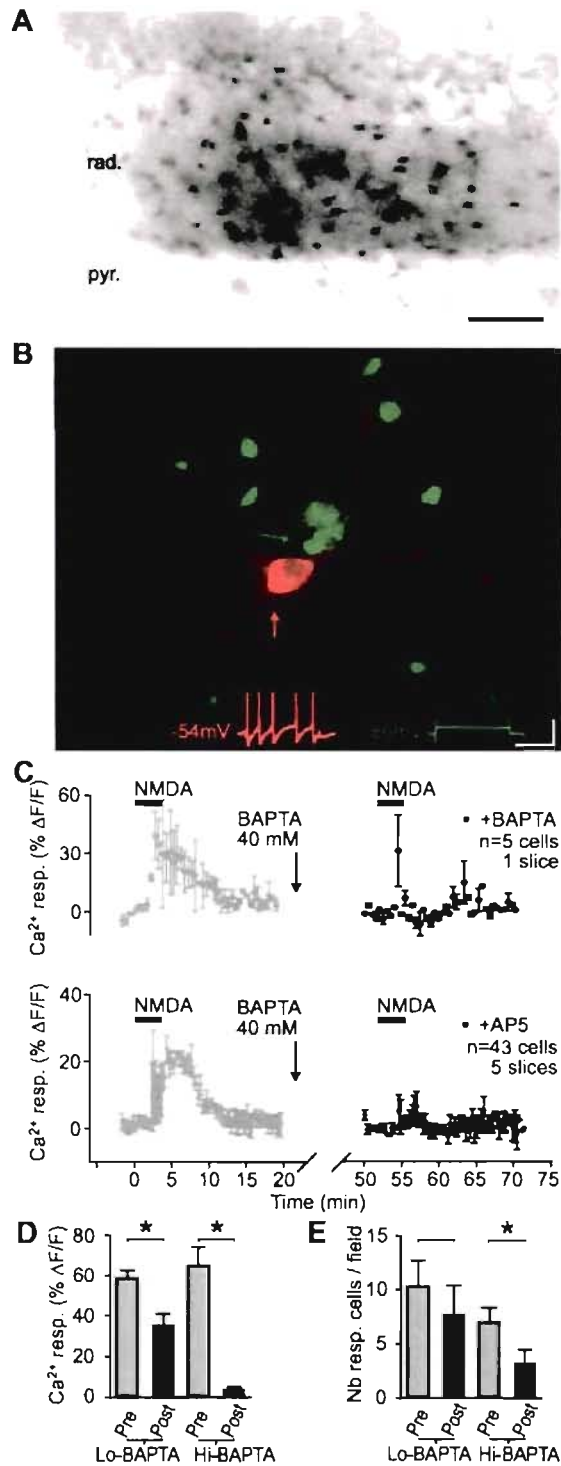 A
rad.
pyr.
B
-54mV
C
60
30
0
Ca²⁺ resp. (% ΔF/F)
NMDA
BAPTA
40 mM
NMDA
+BAPTA
n=5 cells
1 slice
40
20
0
Ca²⁺ resp. (% ΔF/F)
NMDA
BAPTA
40 mM
NMDA
+AP5
n=43 cells
5 slices
0 5 10 15 20 50 55 60 65 70 75
Time (min)
D
80
60
40
20
0
Ca²⁺ resp. (% ΔF/F)
* *
Pre Post Pre Post
Lo-BAPTA Hi-BAPTA
E
15
10
5
0
Nb resp. cells / field
*
Pre Post Pre Post
Lo-BAPTA Hi-BAPTA